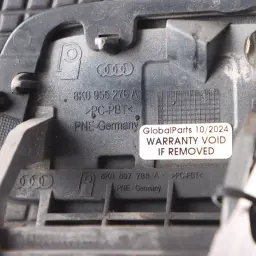 8K0 955 275 A
>PC-PBT<
PNE-Germany
GlobalParts 10/2024
WARRANTY VOID
IF REMOVED
>PC-PBT<
PNE-Germany